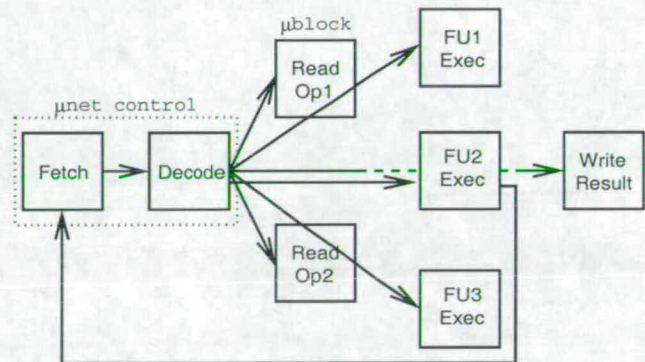 μblock
FU1
Exec
Read
Op1
μnet control
Fetch
Decode
FU2
Exec
Write
Result
Read
Op2
FU3
Exec